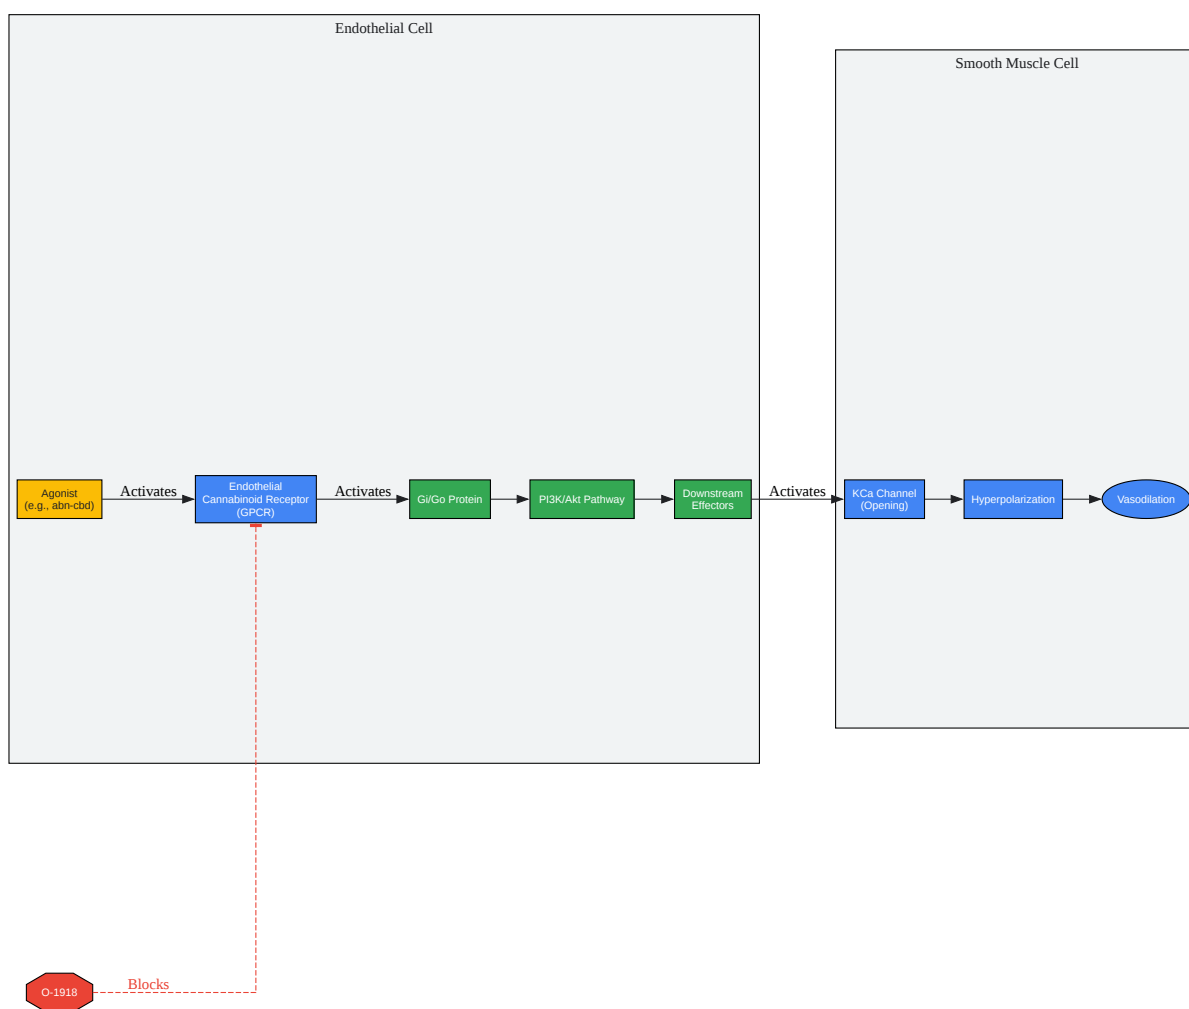 Endothelial Cell
Smooth Muscle Cell
Agonist
(e.g., abn-cbd)
Activates
Endothelial
Cannabinoid Receptor
(GPCR)
Activates
Gi/Go Protein
PI3K/Akt Pathway
Downstream
Effectors
Activates
KCa Channel
(Opening)
Hyperpolarization
Vasodilation
O-1918
Blocks